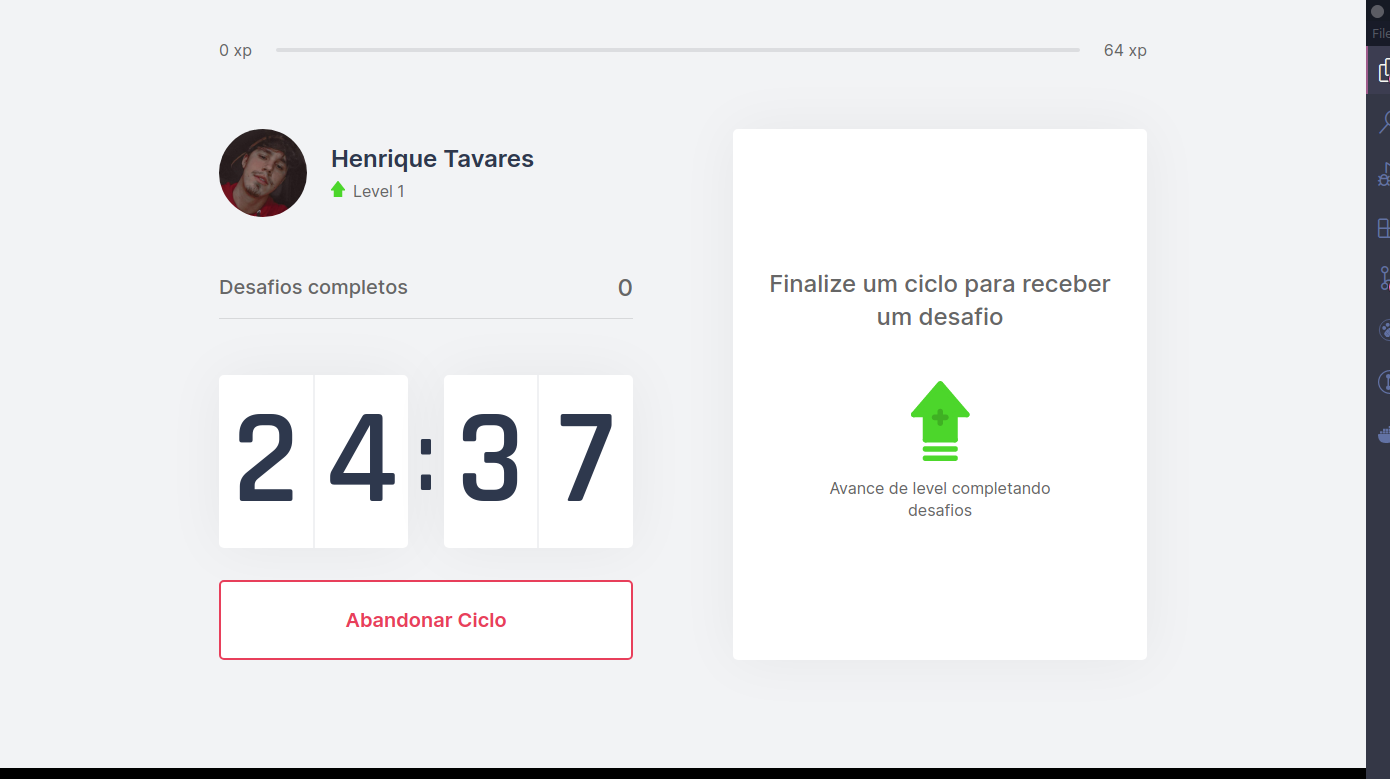 0 xp
64 xp
Henrique Tavares
Level 1
Desafios completos
0
24:37
Abandonar Ciclo
Finalize um ciclo para receber
um desafio
Avance de level completando
desafios
File